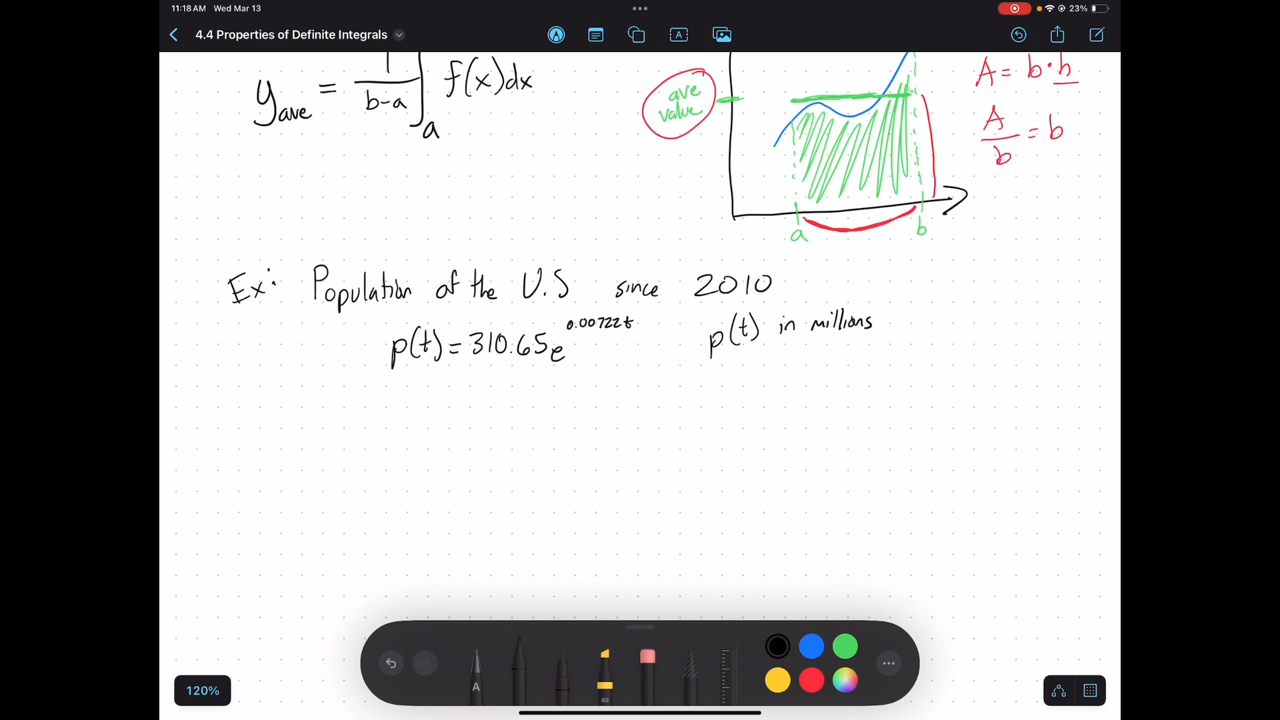 11:18 AM Wed Mar 13
23%
4.4 Properties of Definite Integrals
A
y_ave = 1/(b-a) ∫_a f(x)dx
ave
value
A = b · h
A/b = b
a
b
Ex: Population of the U.S since 2010
p(t) = 310.65e^0.00722t p(t) in millions
A
80
120%